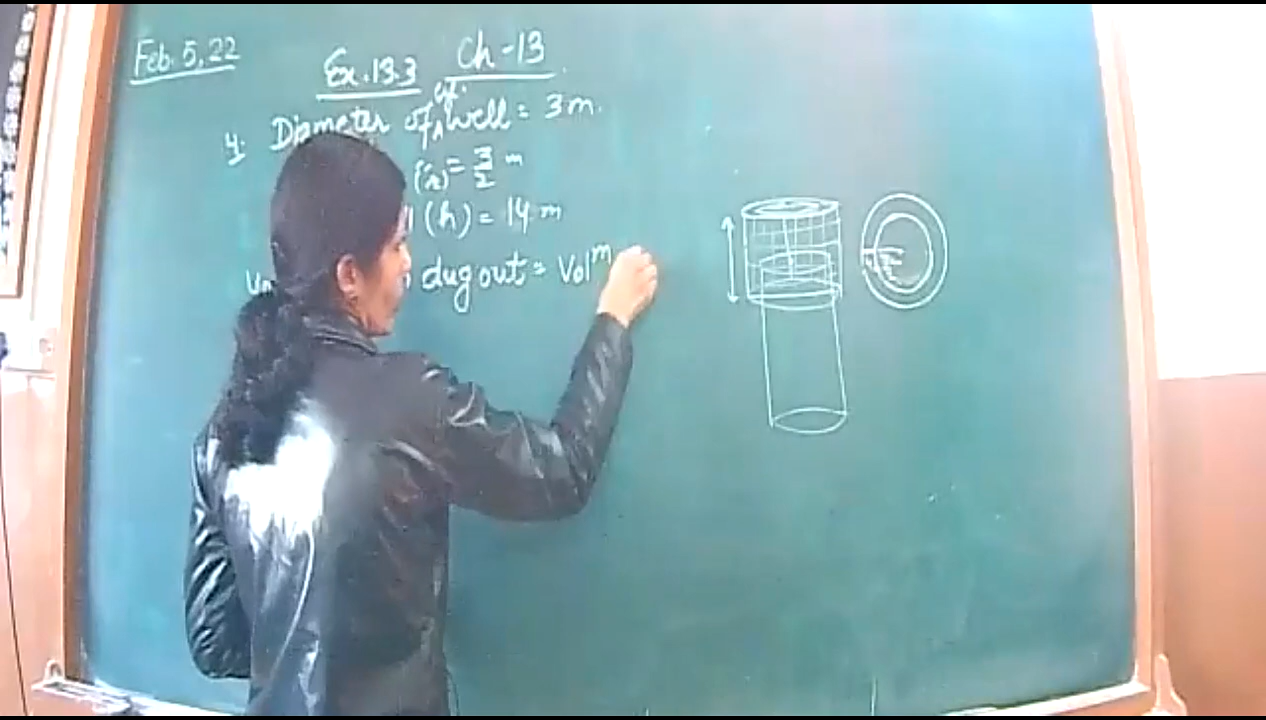 Feb. 5, 22
Ex. 13.3 Ch-13
4. Diameter of cyl. well = 3 m.
(r) = 3/2 m
(h) = 14 m
dug out = Vol^m